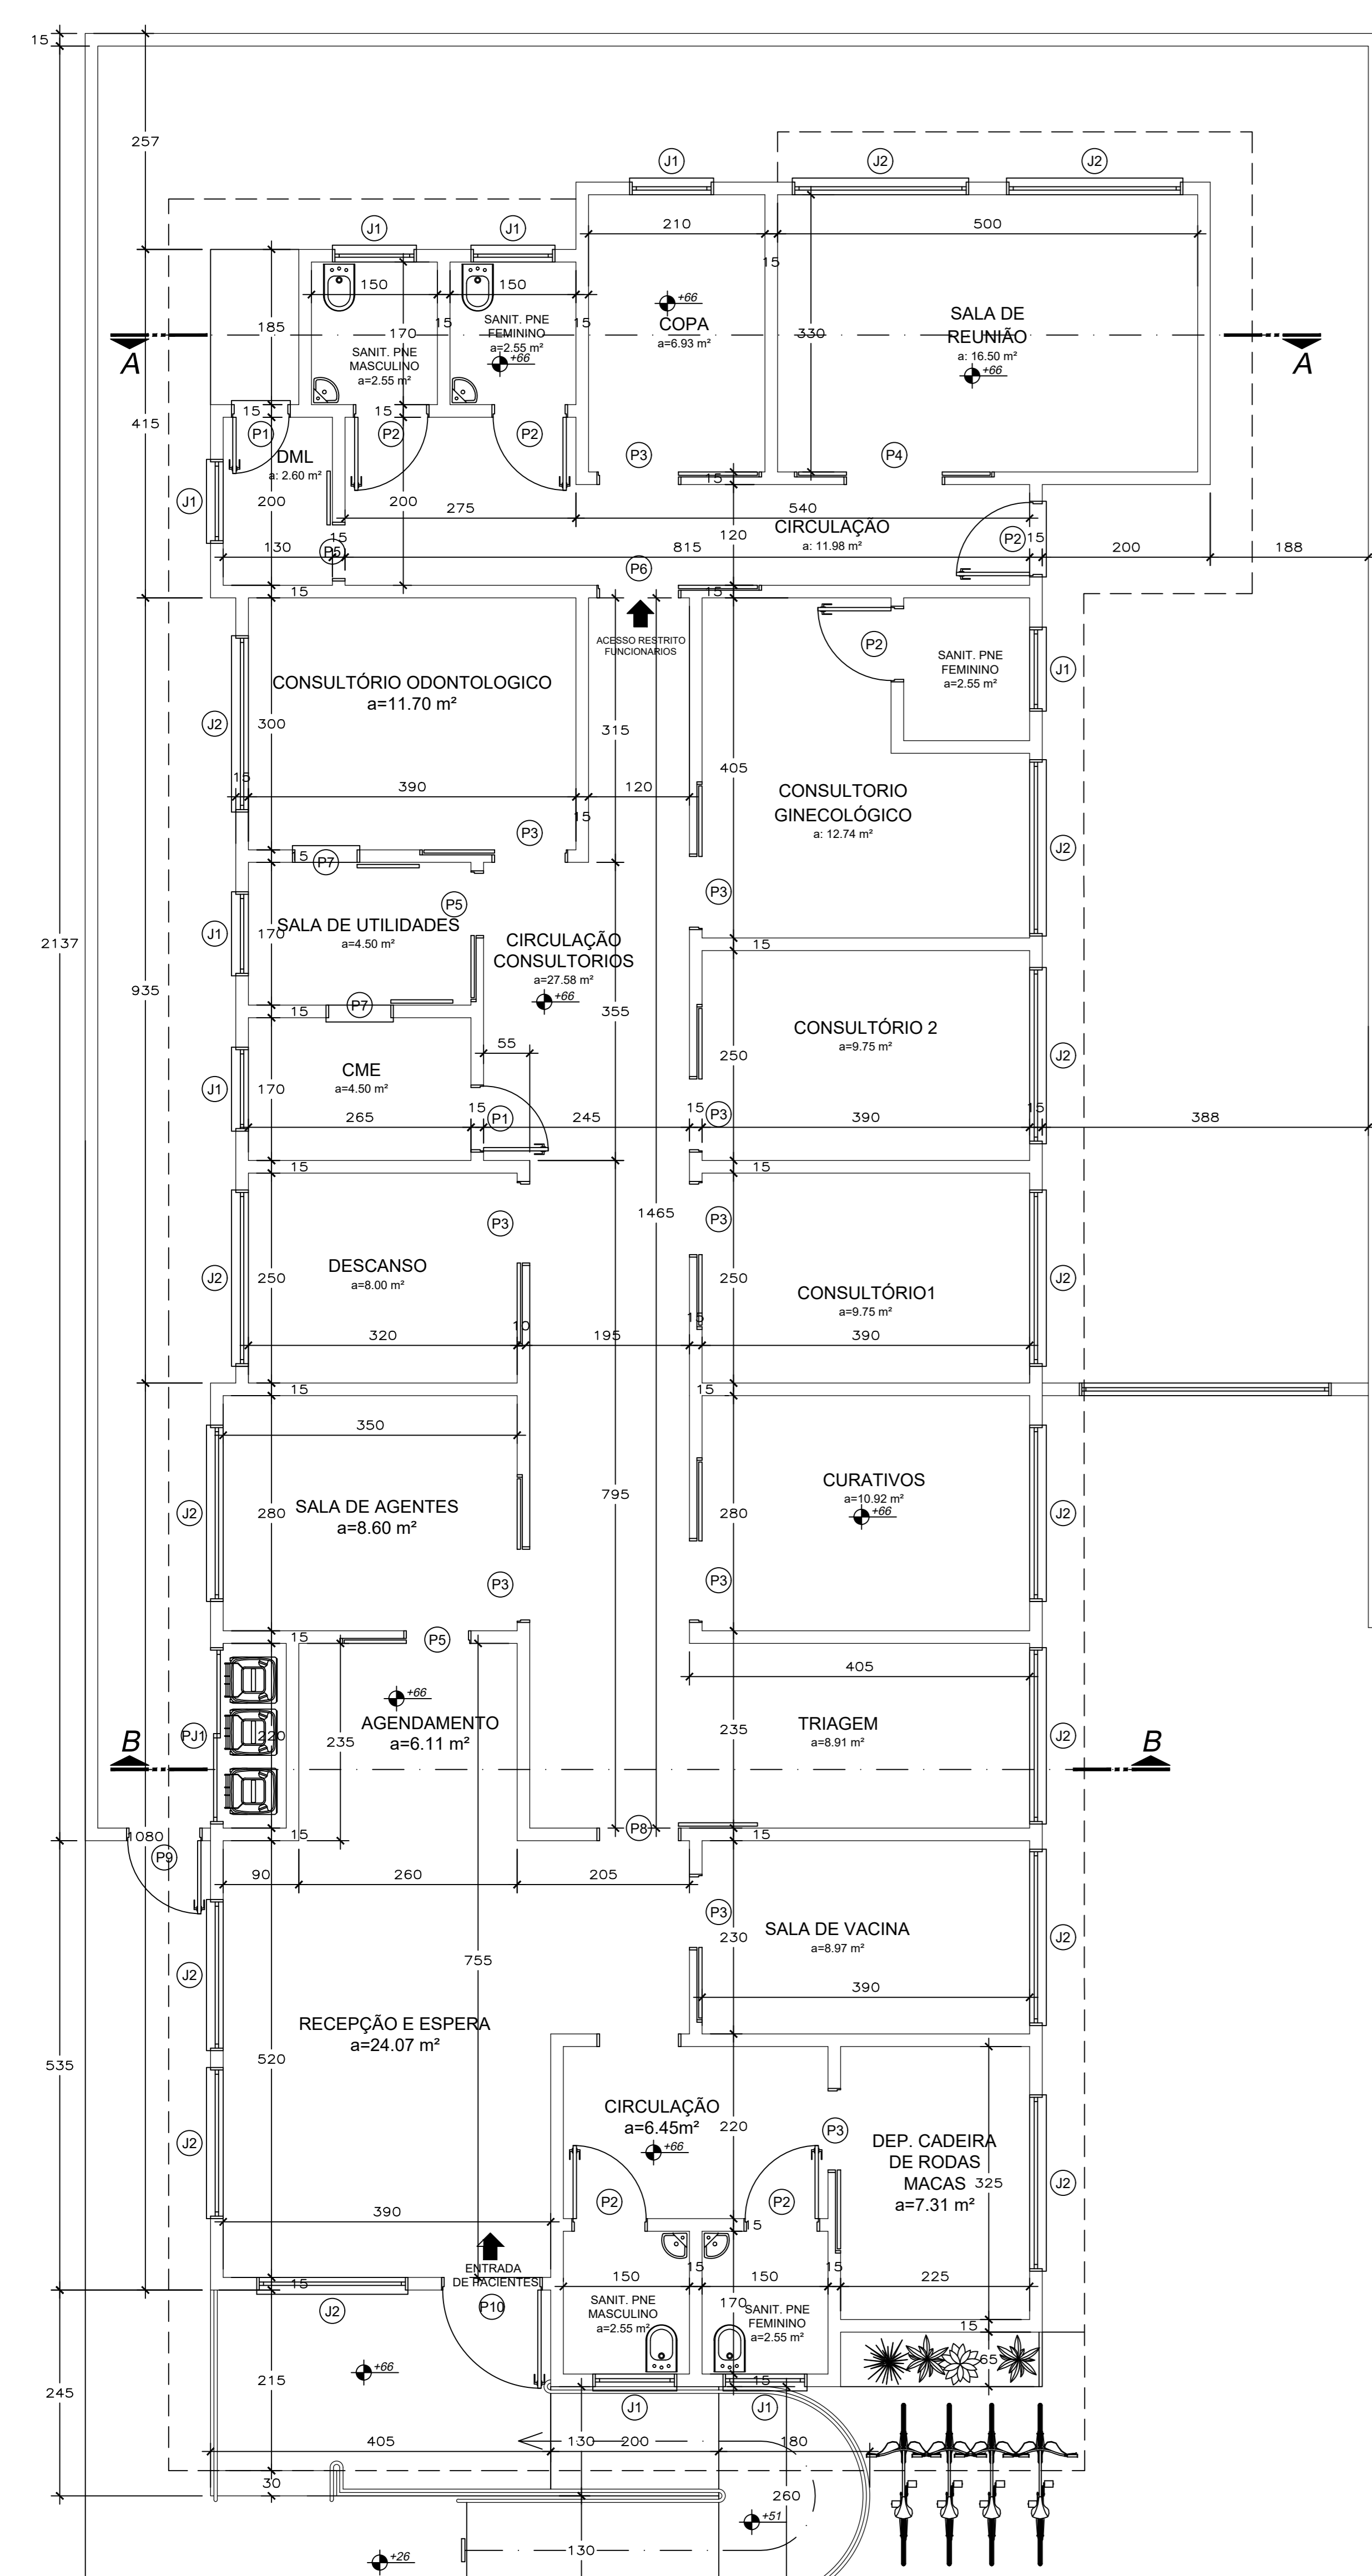 15
257
J1
J2
J2
210
500
15
J1
J1
150
150
185
170
15
15
SANIT. PNE
FEMININO
a=2.55 m²
+66
SANIT. PNE
MASCULINO
a=2.55 m²
+66
COPA
a=6.93 m²
330
SALA DE
REUNIÃO
a: 16.50 m²
+66
A
A
415
15
15
P1
P2
P2
P3
P4
DML
a: 2.60 m²
15
J1
200
200
275
540
CIRCULAÇÃO
a: 11.98 m²
120
P2
15
130
15
P5
815
200
188
P6
15
15
ACESSO RESTRITO
FUNCIONARIOS
P2
SANIT. PNE
FEMININO
a=2.55 m²
J1
CONSULTÓRIO ODONTOLOGICO
a=11.70 m²
J2
300
315
405
15
390
120
15
CONSULTORIO
GINECOLÓGICO
a: 12.74 m²
J2
P3
P7
P3
P5
J1
170
SALA DE UTILIDADES
a=4.50 m²
2137
935
CIRCULAÇÃO
CONSULTORIOS
a=27.58 m²
+66
15
15
P7
355
CONSULTÓRIO 2
a=9.75 m²
250
J2
55
CME
a=4.50 m²
J1
170
265
15
P1
245
15
P3
390
15
388
15
15
1465
P3
P3
DESCANSO
a=8.00 m²
J2
250
250
CONSULTÓRIO1
a=9.75 m²
J2
320
10
195
15
390
15
15
350
SALA DE AGENTES
a=8.60 m²
J2
280
795
CURATIVOS
a=10.92 m²
+66
280
J2
P3
P3
15
P5
405
+66
AGENDAMENTO
a=6.11 m²
PJ1
220
235
235
TRIAGEM
a=8.91 m²
J2
B
B
1080
15
P8
15
P9
90
260
205
P3
SALA DE VACINA
a=8.97 m²
230
J2
J2
755
390
RECEPÇÃO E ESPERA
a=24.07 m²
535
520
CIRCULAÇÃO
a=6.45m²
+66
220
P3
DEP. CADEIRA
DE RODAS
MACAS
a=7.31 m²
325
J2
J2
P2
P2
390
ENTRADA
DE PACIENTES
15
P10
J2
150
15
150
15
225
SANIT. PNE
MASCULINO
a=2.55 m²
170
SANIT. PNE
FEMININO
a=2.55 m²
15
65
+66
15
215
245
J1
J1
405
130
200
180
30
260
+51
130
+26